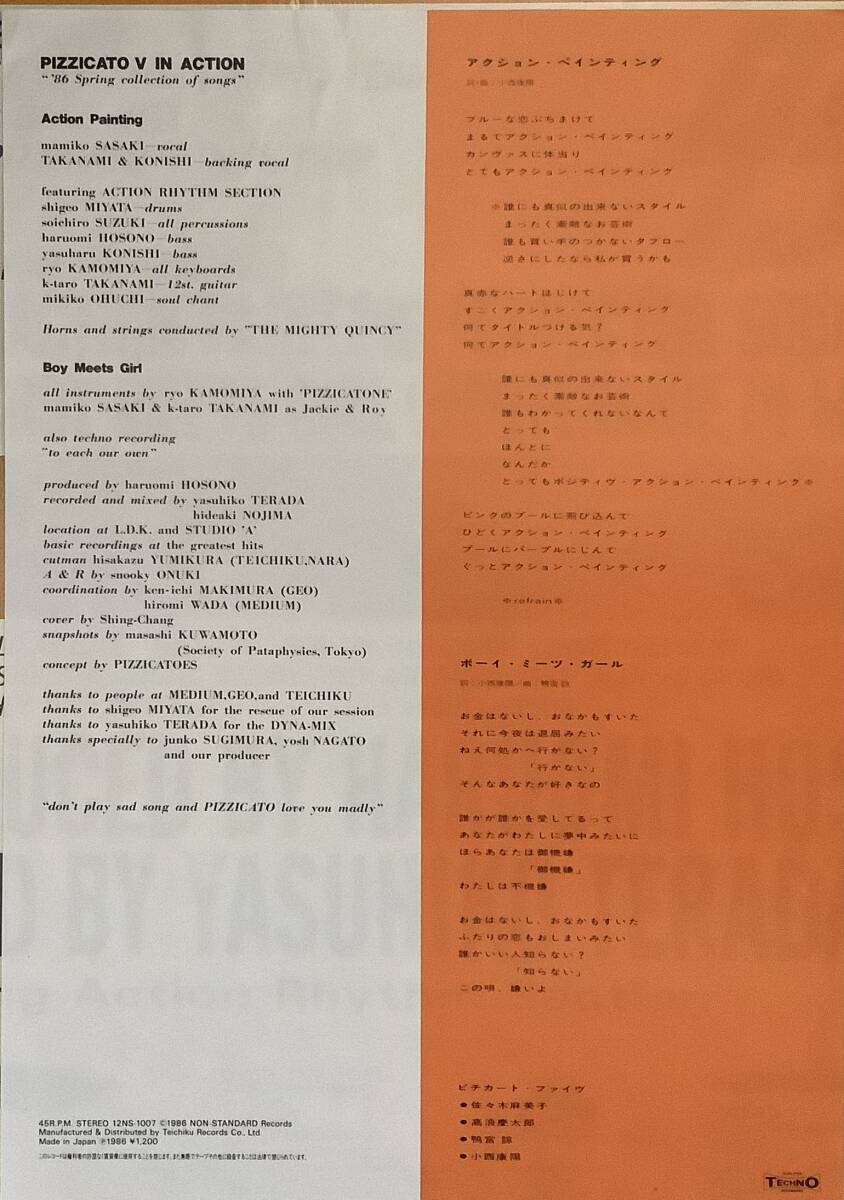 PIZZICATO V IN ACTION
"'86 Spring collection of songs"
Action Painting
mamiko SASAKI—vocal
TAKANAMI & KONISHI—backing vocal
featuring ACTION RHYTHM SECTION
shigeo MIYATA—drums
soichiro SUZUKI—all percussions
haruomi HOSONO—bass
yasuharu KONISHI—bass
ryo KAMOMIYA—all keyboards
k-taro TAKANAMI—12st. guitar
mikiko OHUCHI—soul chant
Horns and strings conducted by "THE MIGHTY QUINCY"
Boy Meets Girl
all instruments by ryo KAMOMIYA with 'PIZZICATONE'
mamiko SASAKI & k-taro TAKANAMI as Jackie & Roy
also techno recording
"to each our own"
produced by haruomi HOSONO
recorded and mixed by yasuhiko TERADA
hideaki NOJIMA
location at L.D.K. and STUDIO 'A'
basic recordings at the greatest hits
cutman hisakazu YUMIKURA (TEICHIKU,NARA)
A & R by snooky ONUKI
coordination by ken-ichi MAKIMURA (GEO)
hiromi WADA (MEDIUM)
cover by Shing-Chang
snapshots by masashi KUWAMOTO
(Society of Pataphysics, Tokyo)
concept by PIZZICATOES
thanks to people at MEDIUM,GEO,and TEICHIKU
thanks to shigeo MIYATA for the rescue of our session
thanks to yasuhiko TERADA for the DYNA-MIX
thanks specially to junko SUGIMURA, yosh NAGATO
and our producer
"don't play sad song and PIZZICATO love you madly"
45R.P.M. STEREO 12NS-1007 ©1986 NON-STANDARD Records
Manufactured & Distributed by Teichiku Records Co., Ltd.
Made in Japan ℗1986 ¥1,200
アクション・ペインティング
詞・曲：小西康陽
ブルーな恋ぶちまけて
まるでアクション・ペインティング
カンヴァスに体当り
とてもアクション・ペインティング
※誰にも真似の出来ないスタイル
まったく素敵なお芸術
誰も買い手のつかないタブロー
逆さにしたなら私が買うかも
真赤なハートはじけて
すごくアクション・ペインティング
何てタイトルつける気？
何てアクション・ペインティング
誰にも真似の出来ないスタイル
まったく素敵なお芸術
誰もわかってくれないなんて
とっても
ほんとに
なんだか
とってもポジティヴ・アクション・ペインティング※
ピンクのプールに飛び込んで
ひどくアクション・ペインティング
プールにパープルにじんで
ぐっとアクション・ペインティング
※refrain※
ボーイ・ミーツ・ガール
詞：小西康陽／曲：鴨宮 諒
お金はないし、おなかもすいた
それに今夜は退屈みたい
ねえ何処かへ行かない？
「行かない」
そんなあなたが好きなの
誰かが誰かを愛してるって
あなたがわたしに夢中みたいに
ほらあなたは御機嫌
「御機嫌」
わたしは不機嫌
お金はないし、おなかもすいた
ふたりの恋もおしまいみたい
誰かいい人知らない？
「知らない」
この唄、嫌いよ
ピチカート・ファイヴ
●佐々木麻美子
●高浪慶太郎
●鴨宮 諒
●小西康陽
TECHNO